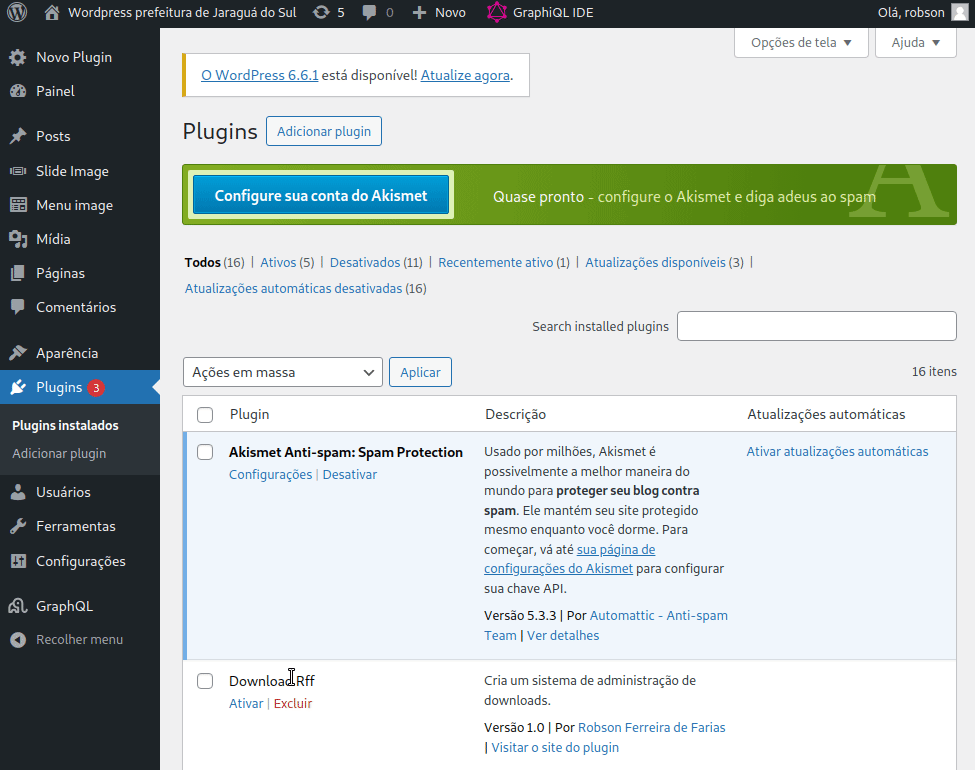 Wordpress prefeitura de Jaraguá do Sul 5 0 Novo GraphiQL IDE Olá, robson
Opções de tela Ajuda
Novo Plugin
Painel
Posts
Slide Image
Menu image
Mídia
Páginas
Comentários
Aparência
Plugins 3
Plugins instalados
Adicionar plugin
Usuários
Ferramentas
Configurações
GraphQL
Recolher menu
O WordPress 6.6.1 está disponível! Atualize agora.
Plugins Adicionar plugin
Configure sua conta do Akismet Quase pronto - configure o Akismet e diga adeus ao spam
A
Todos (16) | Ativos (5) | Desativados (11) | Recentemente ativo (1) | Atualizações disponíveis (3) |
Atualizações automáticas desativadas (16)
Search installed plugins
Ações em massa Aplicar 16 itens
Plugin Descrição Atualizações automáticas
Akismet Anti-spam: Spam Protection
Configurações | Desativar
Usado por milhões, Akismet é
possivelmente a melhor maneira do
mundo para proteger seu blog contra
spam. Ele mantém seu site protegido
mesmo enquanto você dorme. Para
começar, vá até sua página de
configurações do Akismet para configurar
sua chave API.
Versão 5.3.3 | Por Automattic - Anti-spam
Team | Ver detalhes
Ativar atualizações automáticas
Download Rff
Ativar | Excluir
Cria um sistema de administração de
downloads.
Versão 1.0 | Por Robson Ferreira de Farias
| Visitar o site do plugin